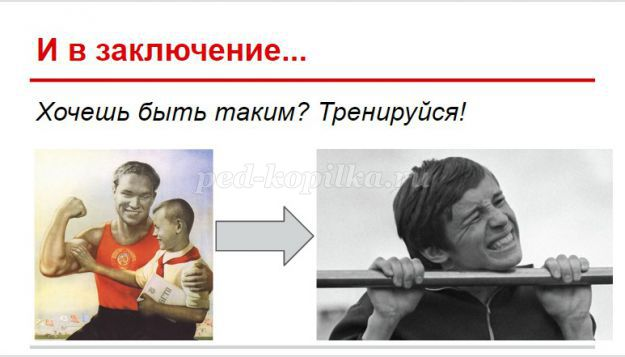 И в заключение...
Хочешь быть таким? Тренируйся!
ped-kopilka.ru